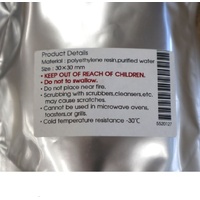 Product Details
Material : polyethylene resin,purified water
Size : 30×30 mm
• KEEP OUT OF REACH OF CHILDREN.
• Do not to swallow.
• Do not place near fire.
• Scrubbing with scrubbers,cleansers,etc.
may cause scratches.
• Cannot be used in microwave ovens,
toasters,or grills.
• Cold temperature resistance -30℃